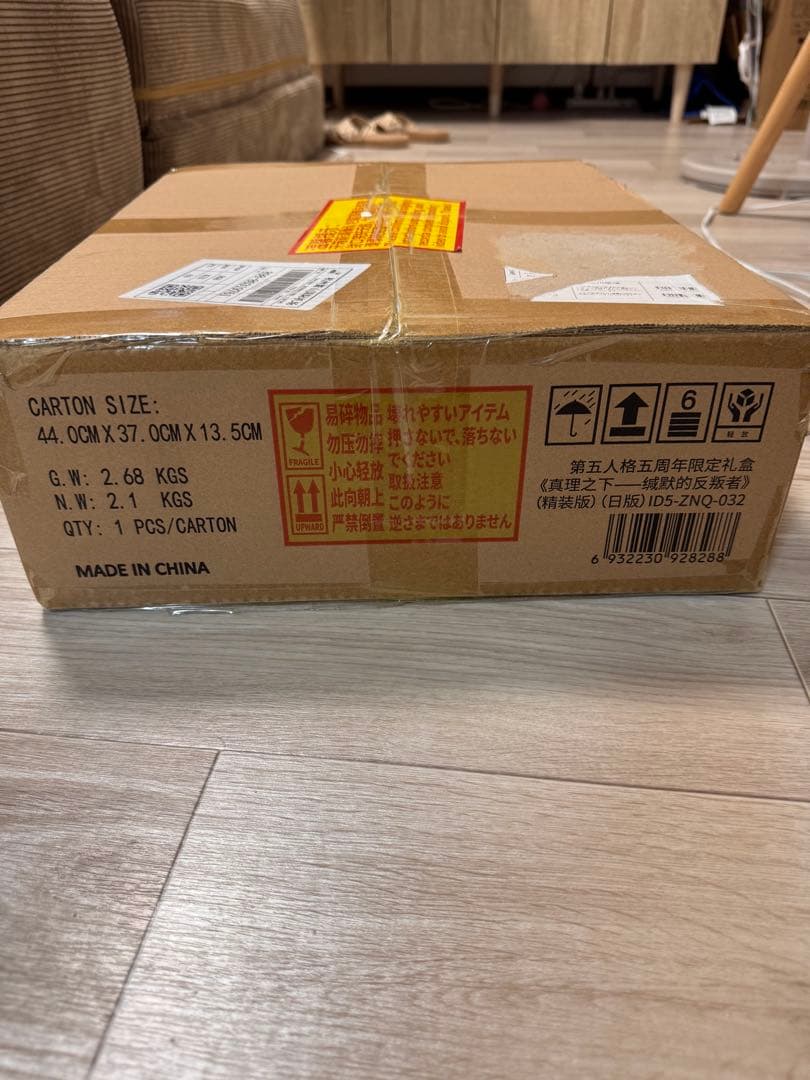 CARTON SIZE:
44.0CM X 37.0CM X 13.5CM
G.W: 2.68 KGS
N.W: 2.1 KGS
QTY: 1 PCS/CARTON
MADE IN CHINA
FRAGILE
UPWARD
易碎物品 壊れやすいアイテム
勿压勿摔 押さないで、落ちない
でください
小心轻放 取扱注意
此向朝上 このように
严禁倒置 逆さまではありません
6
轻放
第五人格五周年限定礼盒
《真理之下——缄默的反叛者》
(精装版) (日版) ID5-ZNQ-032
6 932230 928288